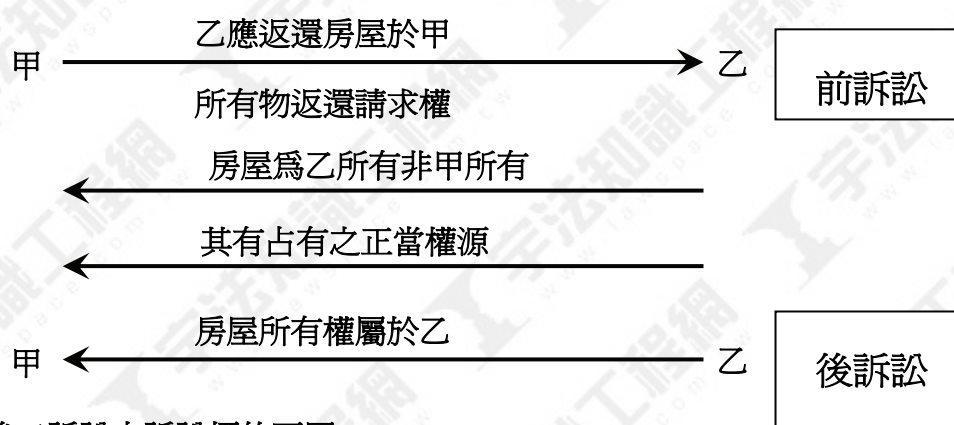 乙應返還房屋於甲
甲 乙 前訴訟
所有物返還請求權
房屋為乙所有非甲所有
其有占有之正當權源
房屋所有權屬於乙
甲 乙 後訴訟